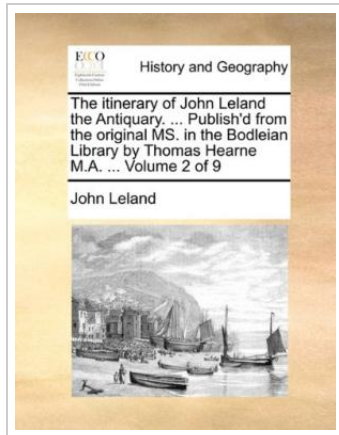 ECCO
History and Geography
The itinerary of John Leland
the Antiquary. ... Publish'd from
the original MS. in the Bodleian
Library by Thomas Hearne
M.A. ... Volume 2 of 9
John Leland